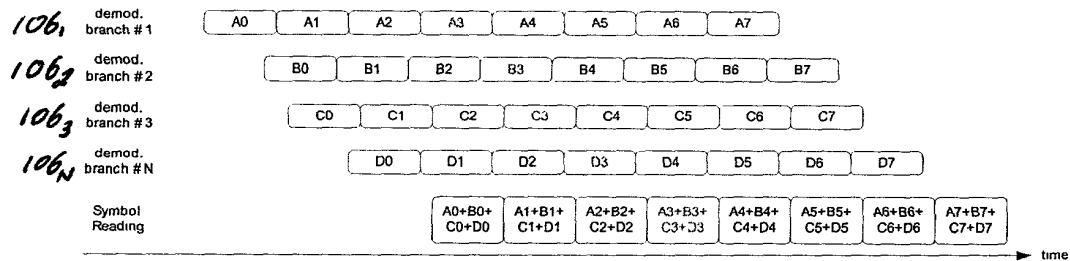 106₁ demod. branch # 1 A0 A1 A2 A3 A4 A5 A6 A7
106₂ demod. branch # 2 B0 B1 B2 B3 B4 B5 B6 B7
106₃ demod. branch # 3 C0 C1 C2 C3 C4 C5 C6 C7
106N demod. branch # N D0 D1 D2 D3 D4 D5 D6 D7
Symbol Reading
A0+B0+ A1+B1+ A2+B2+ A3+B3+ A4+B4+ A5+B5+ A6+B6+ A7+B7+
C0+D0 C1+D1 C2+D2 C3+D3 C4+D4 C5+D5 C6+D6 C7+D7
time